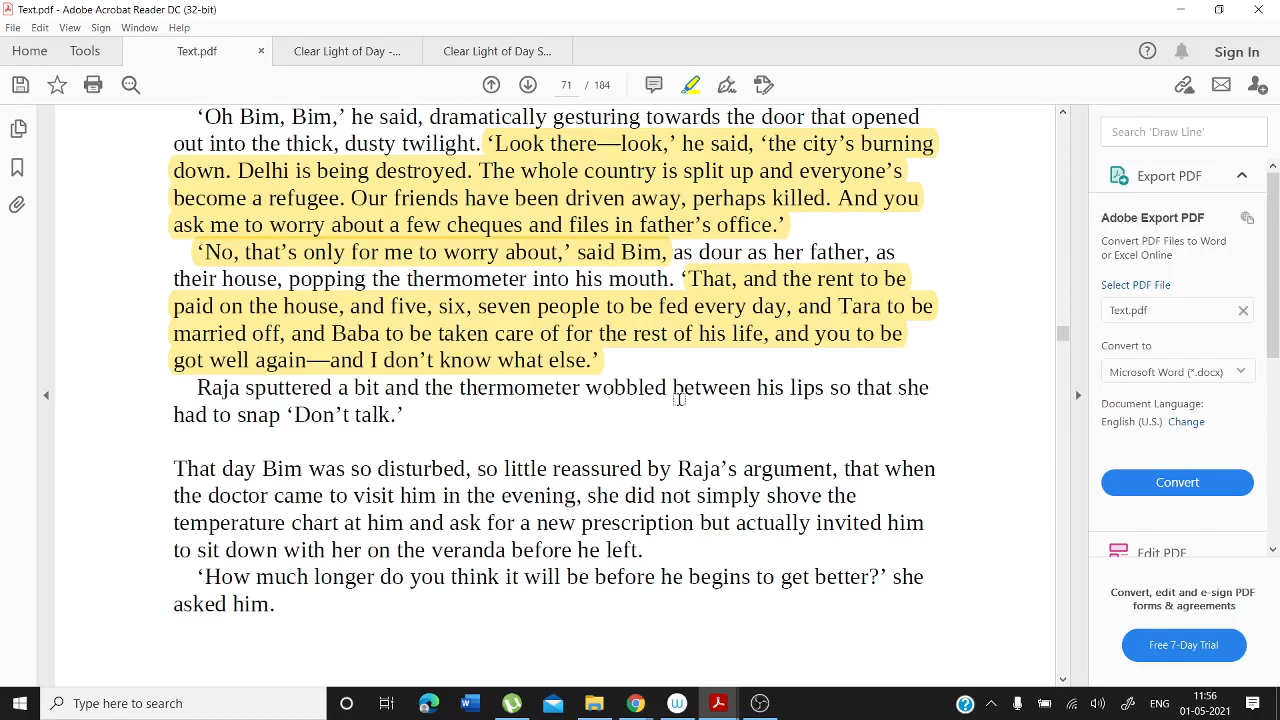 Text.pdf - Adobe Acrobat Reader DC (32-bit)
File Edit View Sign Window Help
Home Tools Text.pdf × Clear Light of Day -... Clear Light of Day S... Sign In
71 / 184
‘Oh Bim, Bim,’ he said, dramatically gesturing towards the door that opened
out into the thick, dusty twilight. ‘Look there—look,’ he said, ‘the city’s burning
down. Delhi is being destroyed. The whole country is split up and everyone’s
become a refugee. Our friends have been driven away, perhaps killed. And you
ask me to worry about a few cheques and files in father’s office.’
‘No, that’s only for me to worry about,’ said Bim, as dour as her father, as
their house, popping the thermometer into his mouth. ‘That, and the rent to be
paid on the house, and five, six, seven people to be fed every day, and Tara to be
married off, and Baba to be taken care of for the rest of his life, and you to be
got well again—and I don’t know what else.’
Raja sputtered a bit and the thermometer wobbled between his lips so that she
had to snap ‘Don’t talk.’
That day Bim was so disturbed, so little reassured by Raja’s argument, that when
the doctor came to visit him in the evening, she did not simply shove the
temperature chart at him and ask for a new prescription but actually invited him
to sit down with her on the veranda before he left.
‘How much longer do you think it will be before he begins to get better?’ she
asked him.
Search 'Draw Line'
Export PDF
Adobe Export PDF
Convert PDF Files to Word
or Excel Online
Select PDF File
Text.pdf
Convert to
Microsoft Word (*.docx)
Document Language:
English (U.S.) Change
Convert
Edit PDF
Convert, edit and e-sign PDF
forms & agreements
Free 7-Day Trial
Type here to search
ENG
11:56
01-05-2021